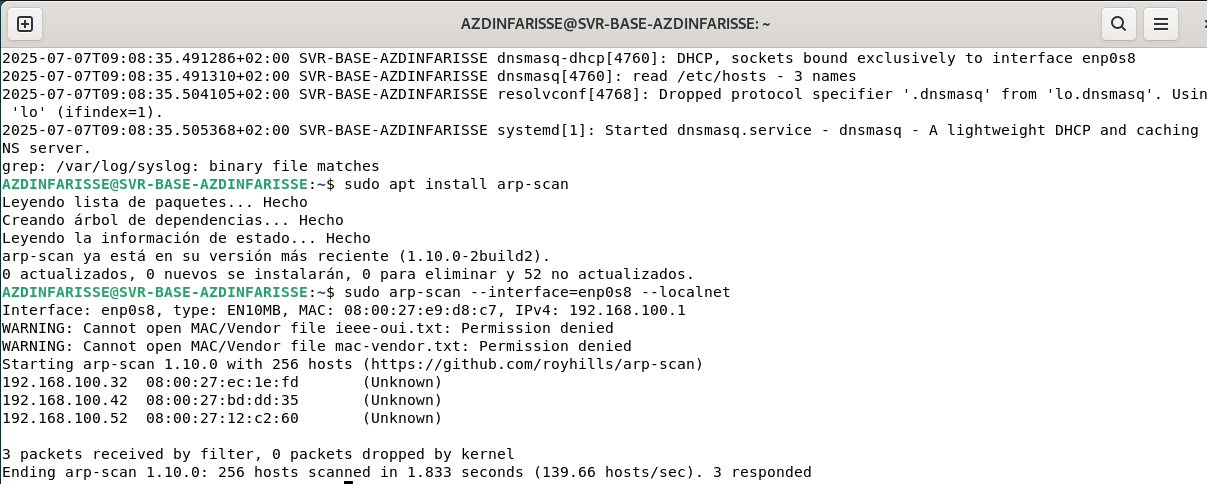 AZDINFARISSE@SVR-BASE-AZDINFARISSE: ~
2025-07-07T09:08:35.491286+02:00 SVR-BASE-AZDINFARISSE dnsmasq-dhcp[4760]: DHCP, sockets bound exclusively to interface enp0s8
2025-07-07T09:08:35.491310+02:00 SVR-BASE-AZDINFARISSE dnsmasq[4760]: read /etc/hosts - 3 names
2025-07-07T09:08:35.504105+02:00 SVR-BASE-AZDINFARISSE resolvconf[4768]: Dropped protocol specifier '.dnsmasq' from 'lo.dnsmasq'. Usin
'lo' (ifindex=1).
2025-07-07T09:08:35.505368+02:00 SVR-BASE-AZDINFARISSE systemd[1]: Started dnsmasq.service - dnsmasq - A lightweight DHCP and caching
NS server.
grep: /var/log/syslog: binary file matches
AZDINFARISSE@SVR-BASE-AZDINFARISSE:~$ sudo apt install arp-scan
Leyendo lista de paquetes... Hecho
Creando árbol de dependencias... Hecho
Leyendo la información de estado... Hecho
arp-scan ya está en su versión más reciente (1.10.0-2build2).
0 actualizados, 0 nuevos se instalarán, 0 para eliminar y 52 no actualizados.
AZDINFARISSE@SVR-BASE-AZDINFARISSE:~$ sudo arp-scan --interface=enp0s8 --localnet
Interface: enp0s8, type: EN10MB, MAC: 08:00:27:e9:d8:c7, IPv4: 192.168.100.1
WARNING: Cannot open MAC/Vendor file ieee-oui.txt: Permission denied
WARNING: Cannot open MAC/Vendor file mac-vendor.txt: Permission denied
Starting arp-scan 1.10.0 with 256 hosts (https://github.com/royhills/arp-scan)
192.168.100.32  08:00:27:ec:1e:fd       (Unknown)
192.168.100.42  08:00:27:bd:dd:35       (Unknown)
192.168.100.52  08:00:27:12:c2:60       (Unknown)
3 packets received by filter, 0 packets dropped by kernel
Ending arp-scan 1.10.0: 256 hosts scanned in 1.833 seconds (139.66 hosts/sec). 3 responded